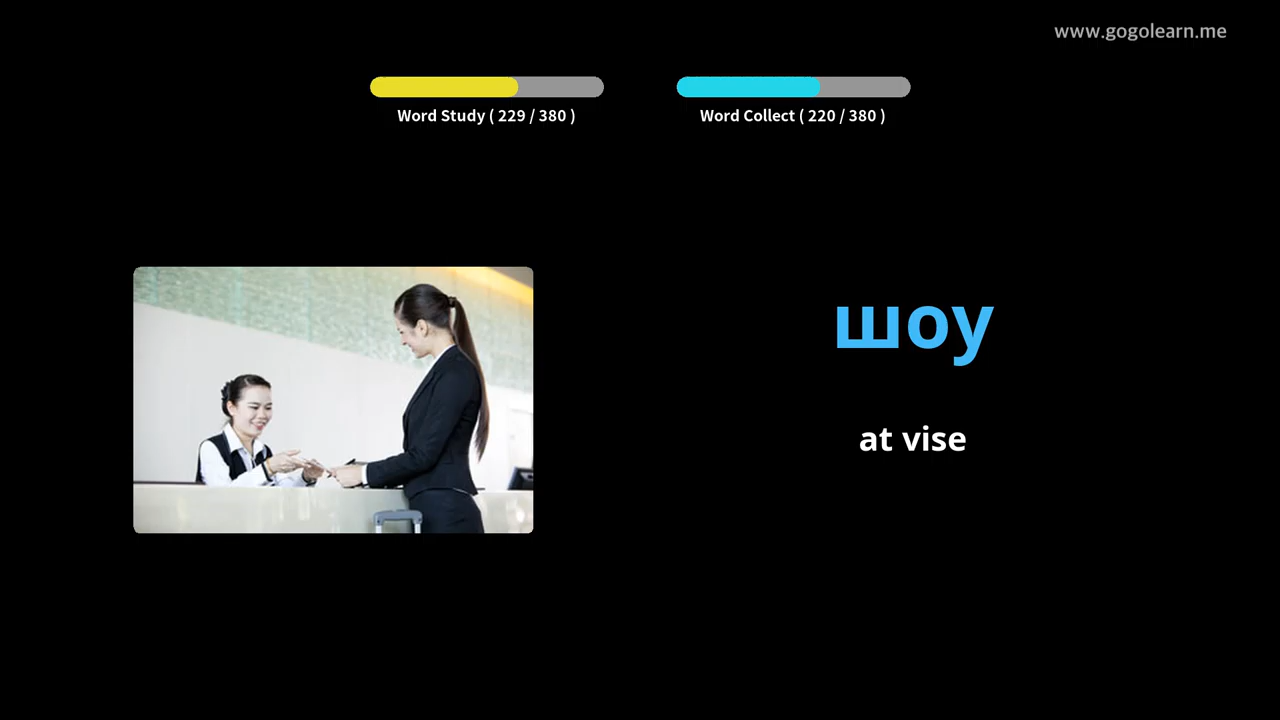 www.gogolearn.me
Word Study ( 229 / 380 )
Word Collect ( 220 / 380 )
шоу
at vise